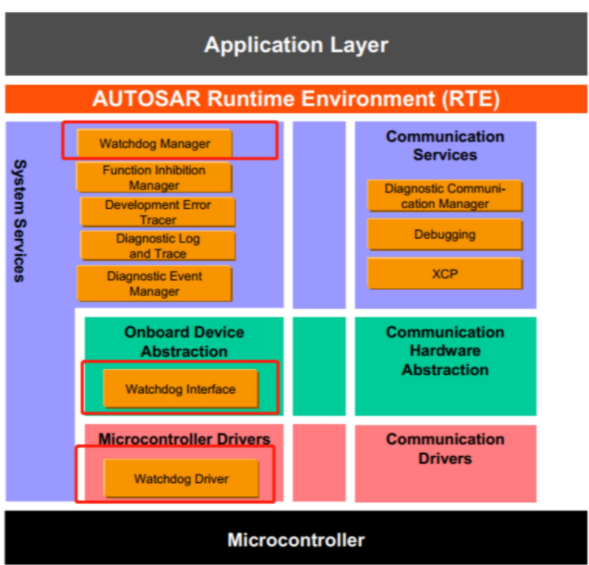 Application Layer
AUTOSAR Runtime Environment (RTE)
System Services
Watchdog Manager
Function Inhibition
Manager
Development Error
Tracer
Diagnostic Log
and Trace
Diagnostic Event
Manager
Communication
Services
Diagnostic Communi-
cation Manager
Debugging
XCP
Onboard Device
Abstraction
Watchdog Interface
Communication
Hardware
Abstraction
Microcontroller Drivers
Watchdog Driver
Communication
Drivers
Microcontroller